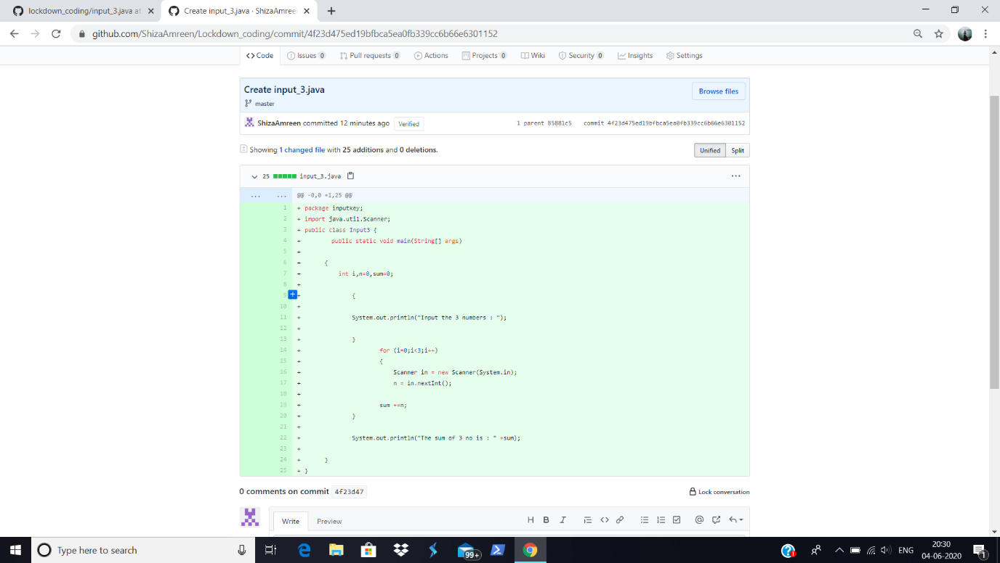 lockdown_coding/input_3.java at
Create input_3.java · ShizaAmreen
github.com/ShizaAmreen/Lockdown_coding/commit/4f23d475ed19bfbca5ea0fb339cc6b66e6301152
Code Issues 0 Pull requests 0 Actions Projects 0 Wiki Security 0 Insights Settings
Create input_3.java
Browse files
master
ShizaAmreen committed 12 minutes ago Verified 1 parent 85881c5 commit 4f23d475ed19bfbca5ea0fb339cc6b66e6301152
Showing 1 changed file with 25 additions and 0 deletions. Unified Split
25 input_3.java ...
... ... @@ -0,0 +1,25 @@
1 + package inputkey;
2 + import java.util.Scanner;
3 + public class Input3 {
4 + public static void main(String[] args)
5 +
6 + {
7 + int i,n=0,sum=0;
8 +
9 + {
10 +
11 + System.out.println("Input the 3 numbers : ");
12 +
13 + }
14 + for (i=0;i<3;i++)
15 + {
16 + Scanner in = new Scanner(System.in);
17 + n = in.nextInt();
18 +
19 + sum +=n;
20 + }
21 +
22 + System.out.println("The sum of 3 no is : " +sum);
23 +
24 + }
25 + }
0 comments on commit 4f23d47 Lock conversation
Write Preview
Type here to search
99+
ENG
20:30
04-06-2020
1